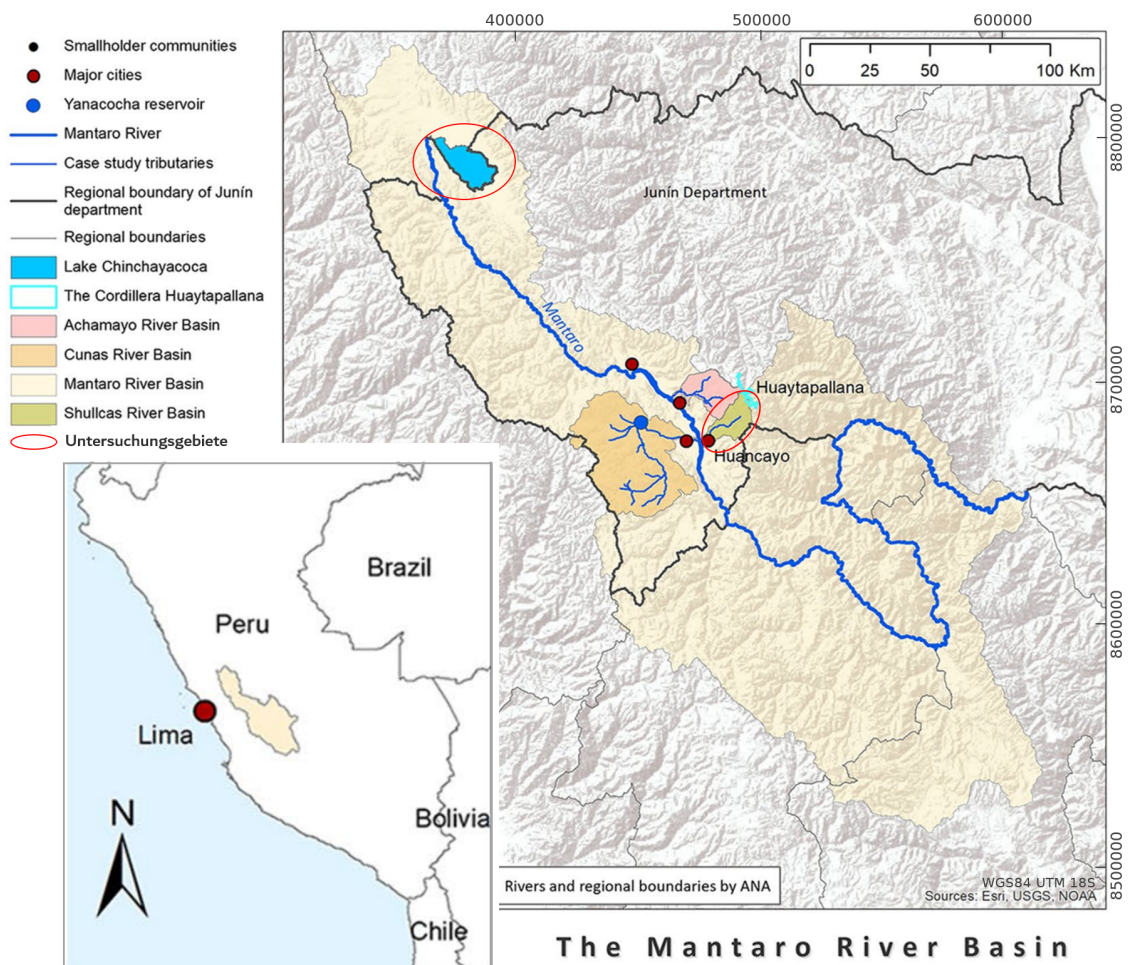 400000
500000
600000
Smallholder communities
Major cities
Yanacocha reservoir
Mantaro River
Case study tributaries
Regional boundary of Junín
department
Regional boundaries
Lake Chinchayacoca
The Cordillera Huaytapallana
Achamayo River Basin
Cunas River Basin
Mantaro River Basin
Shullcas River Basin
Untersuchungsgebiete
0 25 50 100 Km
8800000
Junín Department
Mantaro
8700000
Huaytapallana
Huancayo
8600000
Brazil
Peru
Lima
N
Bolivia
Chile
8500000
Rivers and regional boundaries by ANA
WGS84 UTM 18S
Sources: Esri, USGS, NOAA
The Mantaro River Basin